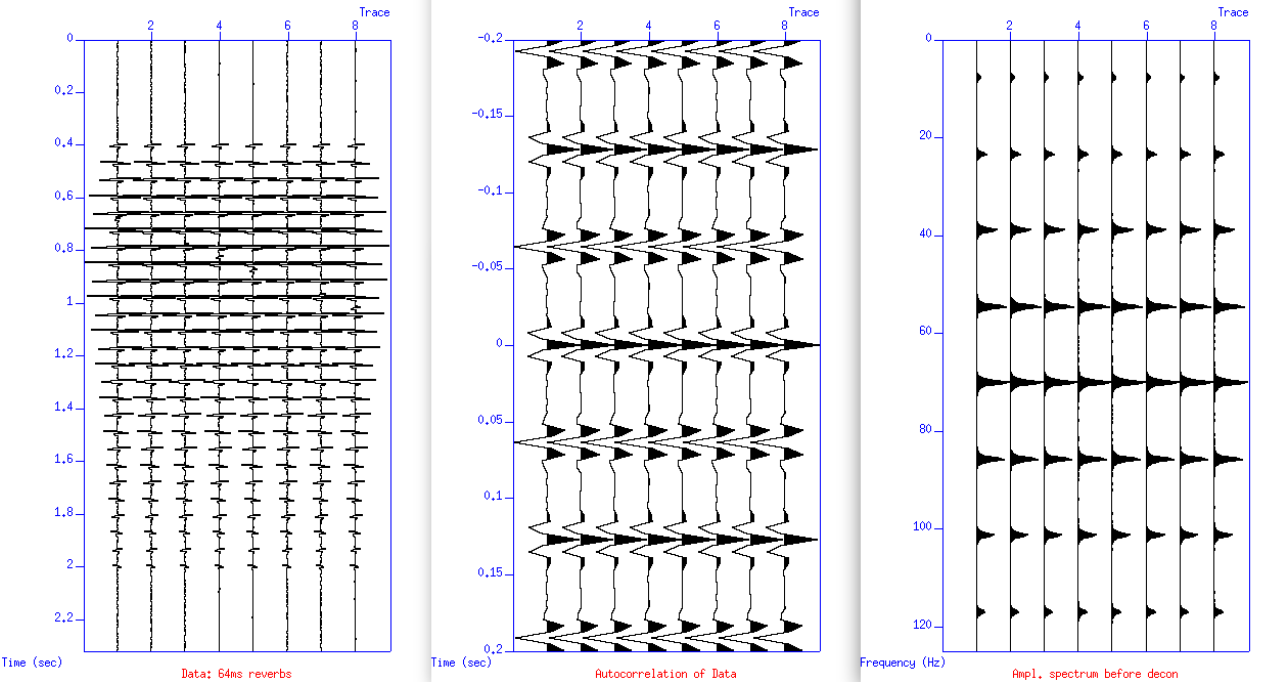 Trace
2 4 6 8
0
0.2
0.4
0.6
0.8
1
1.2
1.4
1.6
1.8
2
2.2
Time (sec)
Data: 64ms reverbs
Trace
2 4 6 8
-0.2
-0.15
-0.1
-0.05
0
0.05
0.1
0.15
0.2
Time (sec)
Autocorrelation of Data
Trace
2 4 6 8
0
20
40
60
80
100
120
Frequency (Hz)
Ampl. spectrum before decon